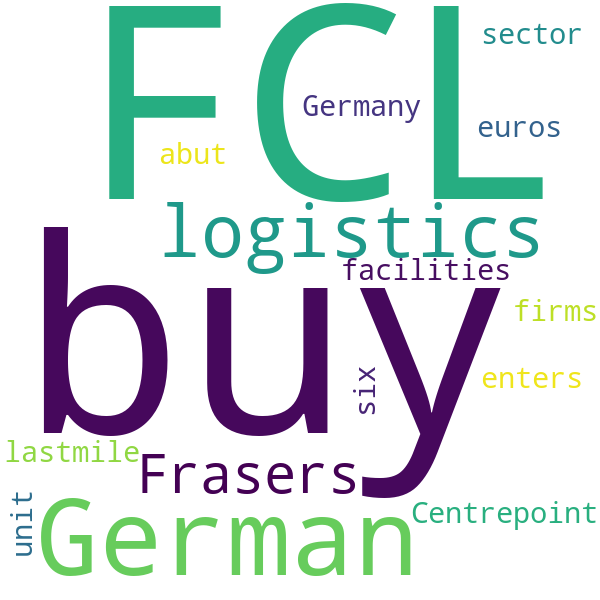 FCL
sector
Germany
euros
abut
logistics
facilities
buy
firms
six
enters
lastmile
Frasers
unit
German
Centrepoint